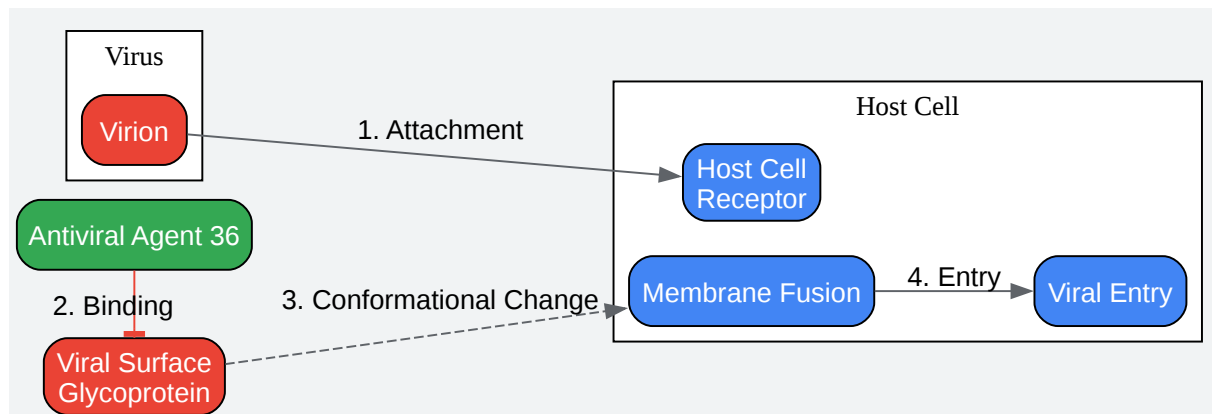 Virus
Virion
1. Attachment
Host Cell
Host Cell
Receptor
Antiviral Agent 36
2. Binding
Viral Surface
Glycoprotein
3. Conformational Change
Membrane Fusion
4. Entry
Viral Entry